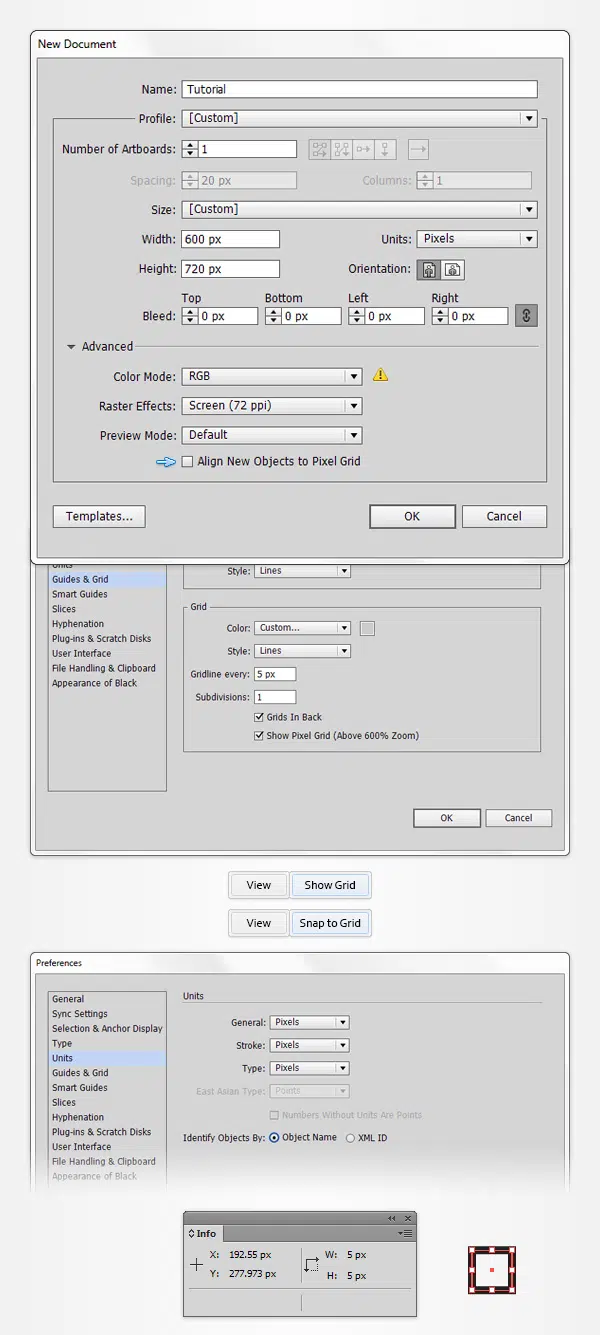 New Document
Name: Tutorial
Profile: [Custom]
Number of Artboards: 1
Spacing: 20 px Columns: 1
Size: [Custom]
Width: 600 px Units: Pixels
Height: 720 px Orientation:
Top Bottom Left Right
Bleed: 0 px 0 px 0 px 0 px
Advanced
Color Mode: RGB
Raster Effects: Screen (72 ppi)
Preview Mode: Default
Align New Objects to Pixel Grid
Templates... OK Cancel
Units
Style: Lines
Guides & Grid
Smart Guides
Slices
Hyphenation
Plug-ins & Scratch Disks
User Interface
File Handling & Clipboard
Appearance of Black
Grid
Color: Custom...
Style: Lines
Gridline every: 5 px
Subdivisions: 1
Grids In Back
Show Pixel Grid (Above 600% Zoom)
OK Cancel
View Show Grid
View Snap to Grid
Preferences
General
Sync Settings
Selection & Anchor Display
Type
Units
Guides & Grid
Smart Guides
Slices
Hyphenation
Plug-ins & Scratch Disks
User Interface
File Handling & Clipboard
Appearance of Black
Units
General: Pixels
Stroke: Pixels
Type: Pixels
East Asian Type: Points
Numbers Without Units Are Points
Identify Objects By: Object Name XML ID
Info
X: 192.55 px W: 5 px
Y: 277.973 px H: 5 px